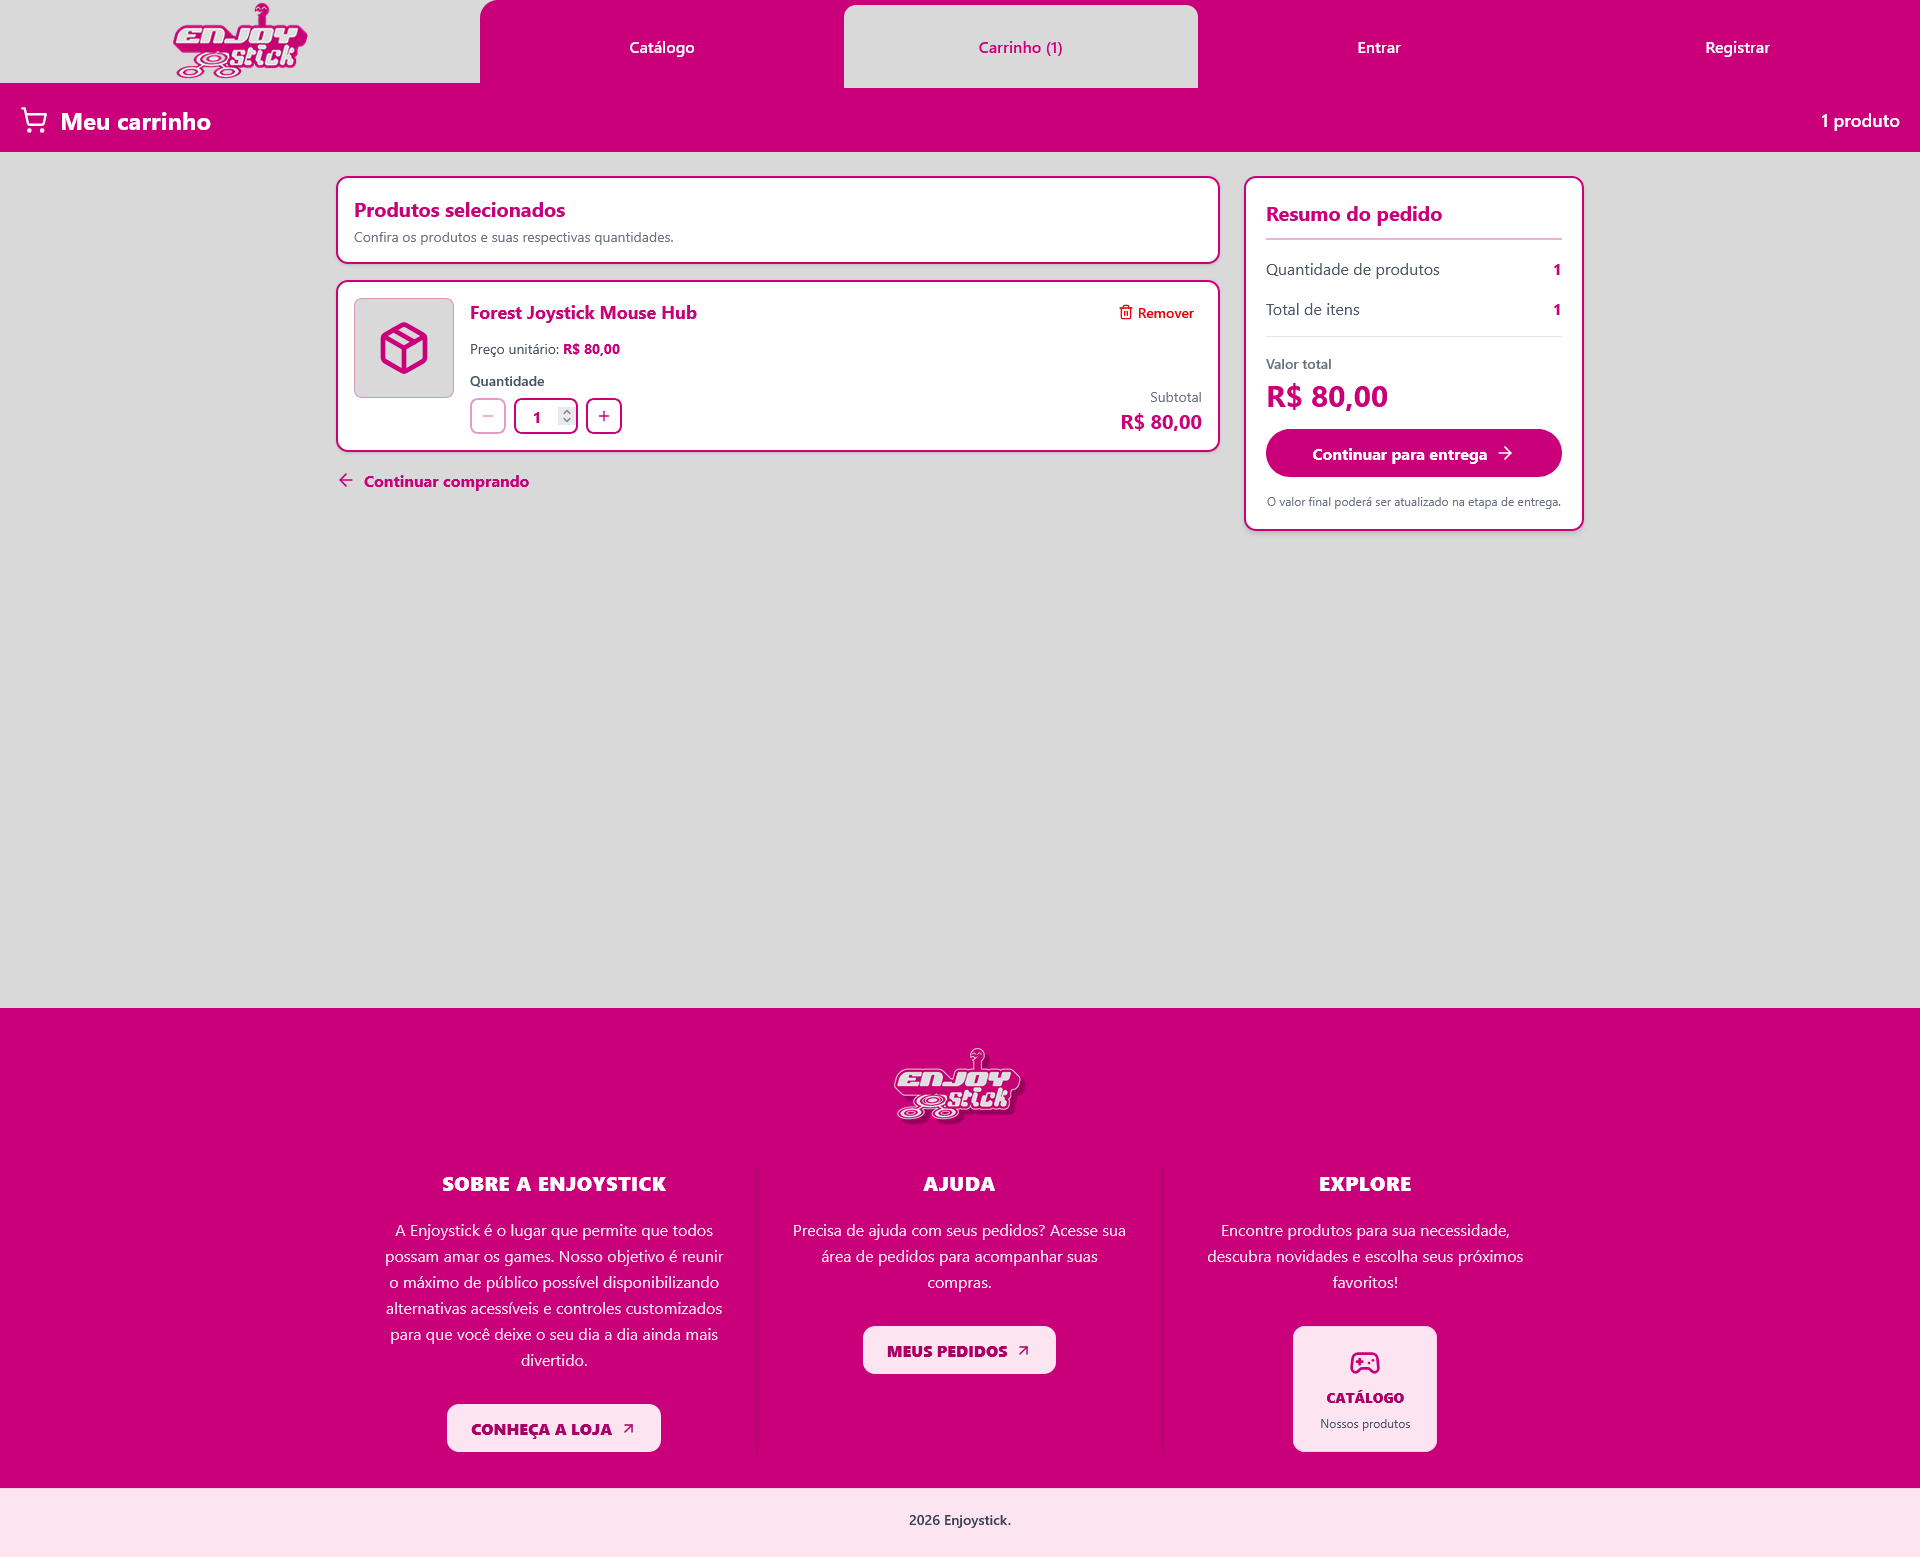 ENJOY
stick
Catálogo
Carrinho (1)
Entrar
Registrar
Meu carrinho
1 produto
Produtos selecionados
Confira os produtos e suas respectivas quantidades.
Forest Joystick Mouse Hub
Remover
Preço unitário: R$ 80,00
Quantidade
1
Subtotal
R$ 80,00
Continuar comprando
Resumo do pedido
Quantidade de produtos 1
Total de itens 1
Valor total
R$ 80,00
Continuar para entrega
O valor final poderá ser atualizado na etapa de entrega.
ENJOY
stick
SOBRE A ENJOYSTICK
A Enjoystick é o lugar que permite que todos
possam amar os games. Nosso objetivo é reunir
o máximo de público possível disponibilizando
alternativas acessíveis e controles customizados
para que você deixe o seu dia a dia ainda mais
divertido.
CONHEÇA A LOJA
AJUDA
Precisa de ajuda com seus pedidos? Acesse sua
área de pedidos para acompanhar suas
compras.
MEUS PEDIDOS
EXPLORE
Encontre produtos para sua necessidade,
descubra novidades e escolha seus próximos
favoritos!
CATÁLOGO
Nossos produtos
2026 Enjoystick.